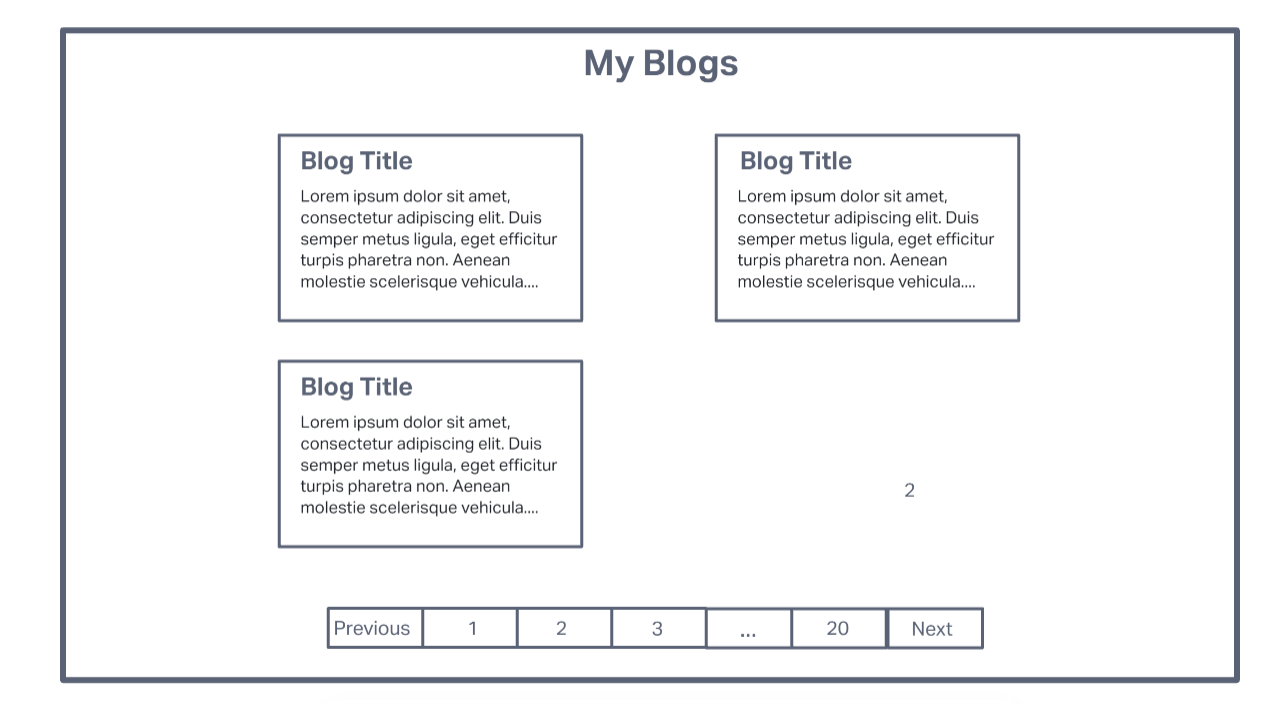 My Blogs
Blog Title
Lorem ipsum dolor sit amet,
consectetur adipiscing elit. Duis
semper metus ligula, eget efficitur
turpis pharetra non. Aenean
molestie scelerisque vehicula....
Blog Title
Lorem ipsum dolor sit amet,
consectetur adipiscing elit. Duis
semper metus ligula, eget efficitur
turpis pharetra non. Aenean
molestie scelerisque vehicula....
Blog Title
Lorem ipsum dolor sit amet,
consectetur adipiscing elit. Duis
semper metus ligula, eget efficitur
turpis pharetra non. Aenean
molestie scelerisque vehicula....
2
Previous 1 2 3 ... 20 Next